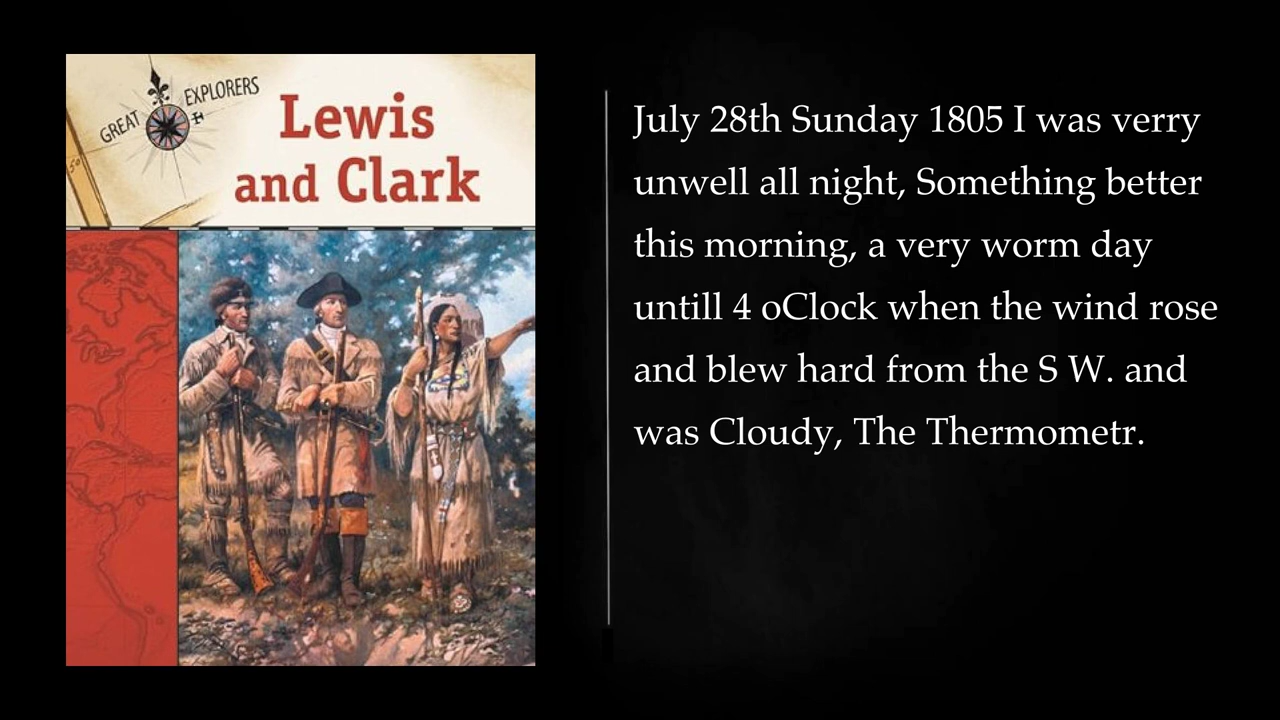 GREAT EXPLORERS
Lewis
and Clark
July 28th Sunday 1805 I was verry
unwell all night, Something better
this morning, a very worm day
untill 4 oClock when the wind rose
and blew hard from the S W. and
was Cloudy, The Thermometr.